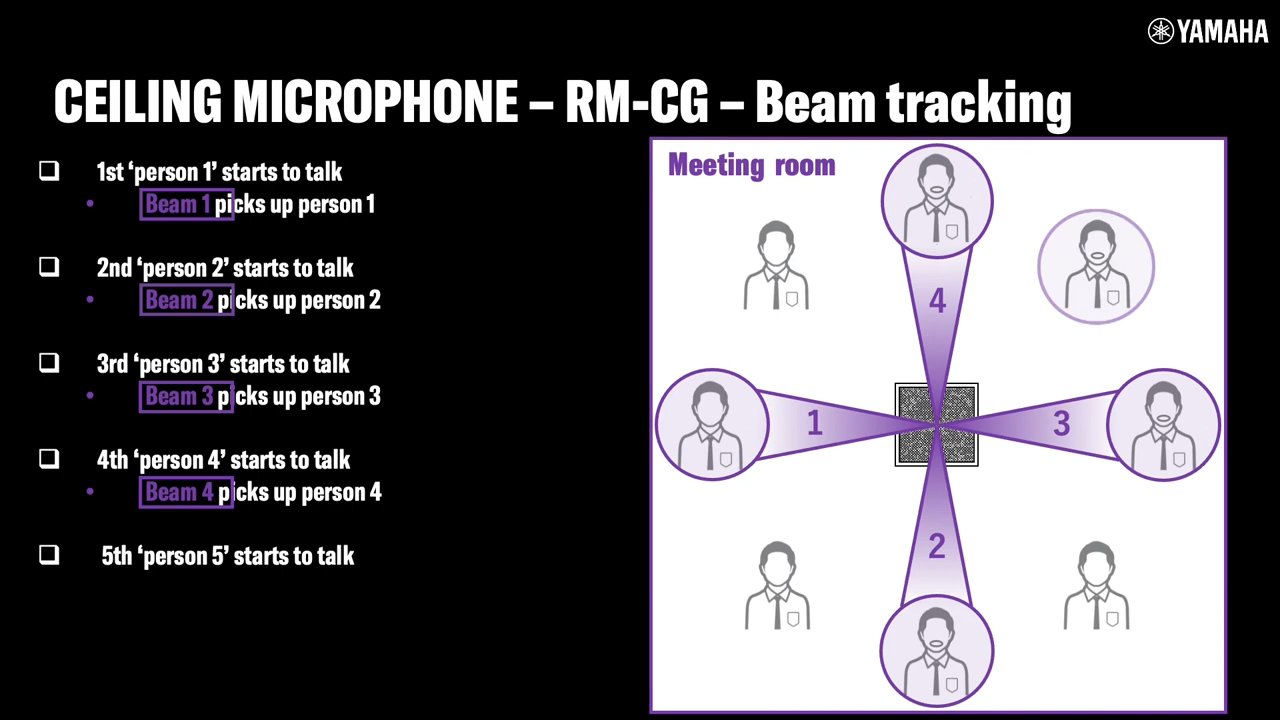 YAMAHA
CEILING MICROPHONE – RM-CG – Beam tracking
❑ 1st ‘person 1’ starts to talk
• Beam 1 picks up person 1
❑ 2nd ‘person 2’ starts to talk
• Beam 2 picks up person 2
❑ 3rd ‘person 3’ starts to talk
• Beam 3 picks up person 3
❑ 4th ‘person 4’ starts to talk
• Beam 4 picks up person 4
❑ 5th ‘person 5’ starts to talk
Meeting room
4
1
3
2